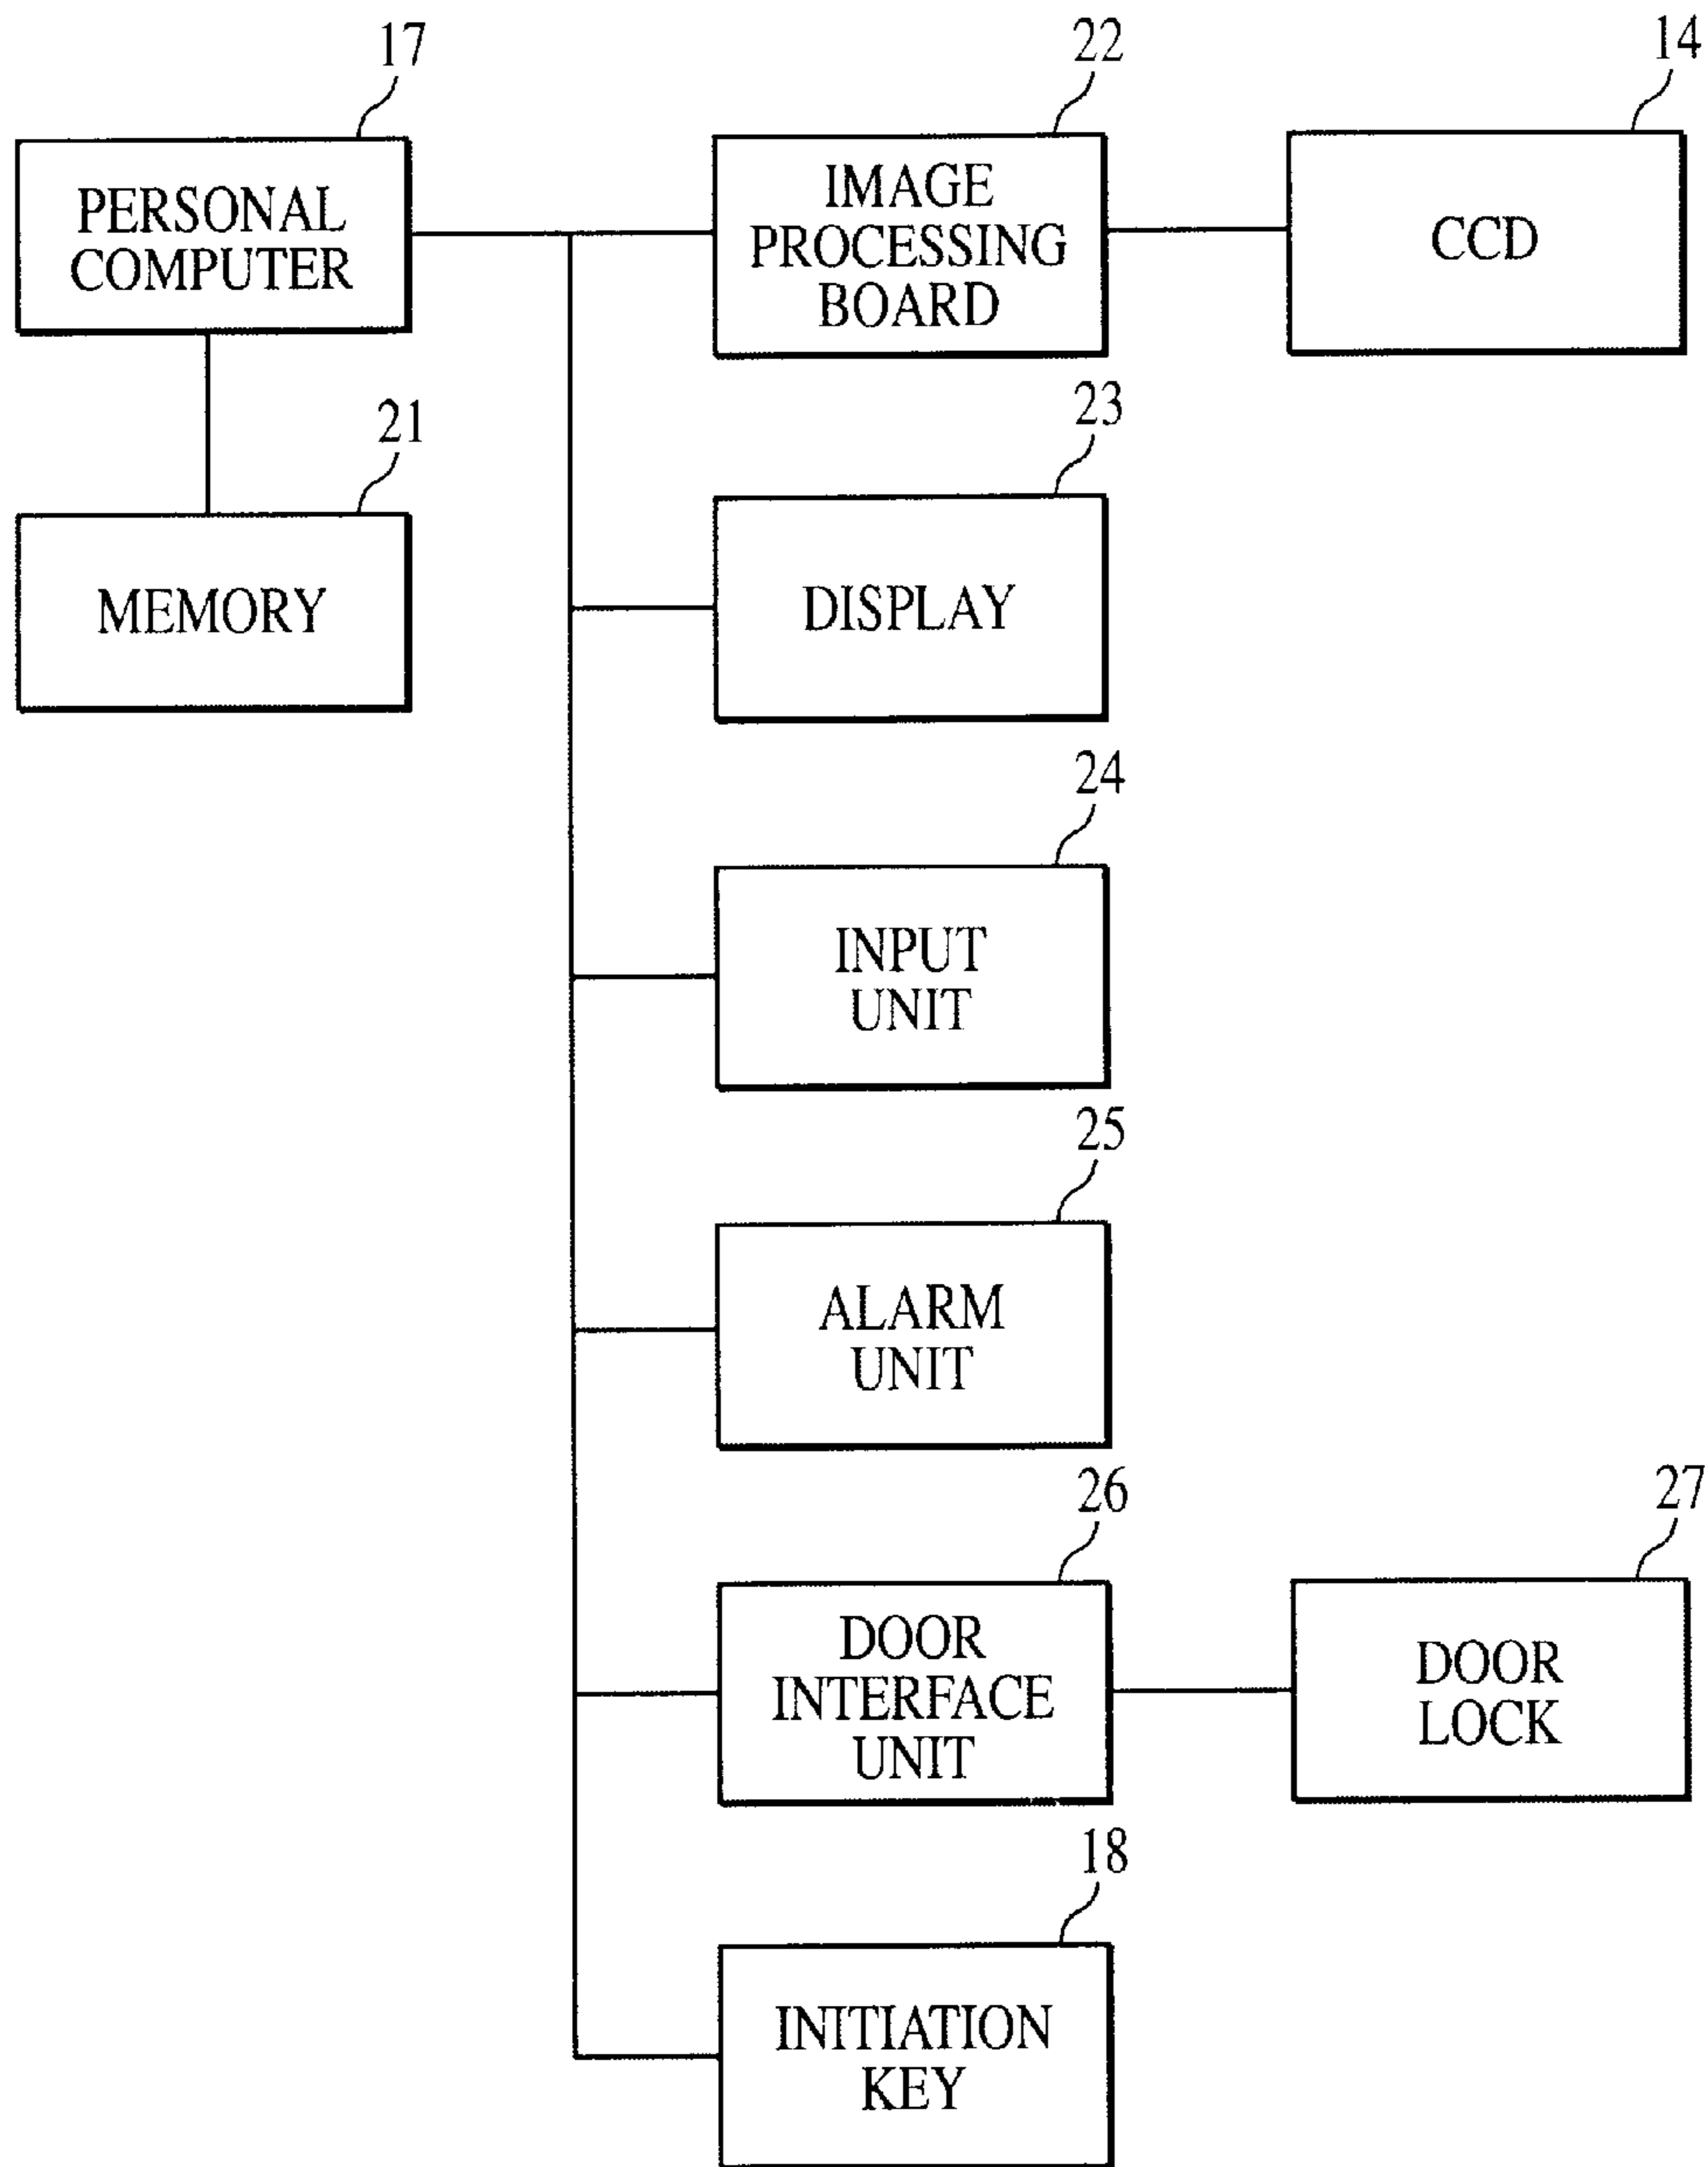 17
22
14
PERSONAL
COMPUTER
IMAGE
PROCESSING
BOARD
CCD
21
23
MEMORY
DISPLAY
24
INPUT
UNIT
25
ALARM
UNIT
26
27
DOOR
INTERFACE
UNIT
DOOR
LOCK
18
INITIATION
KEY